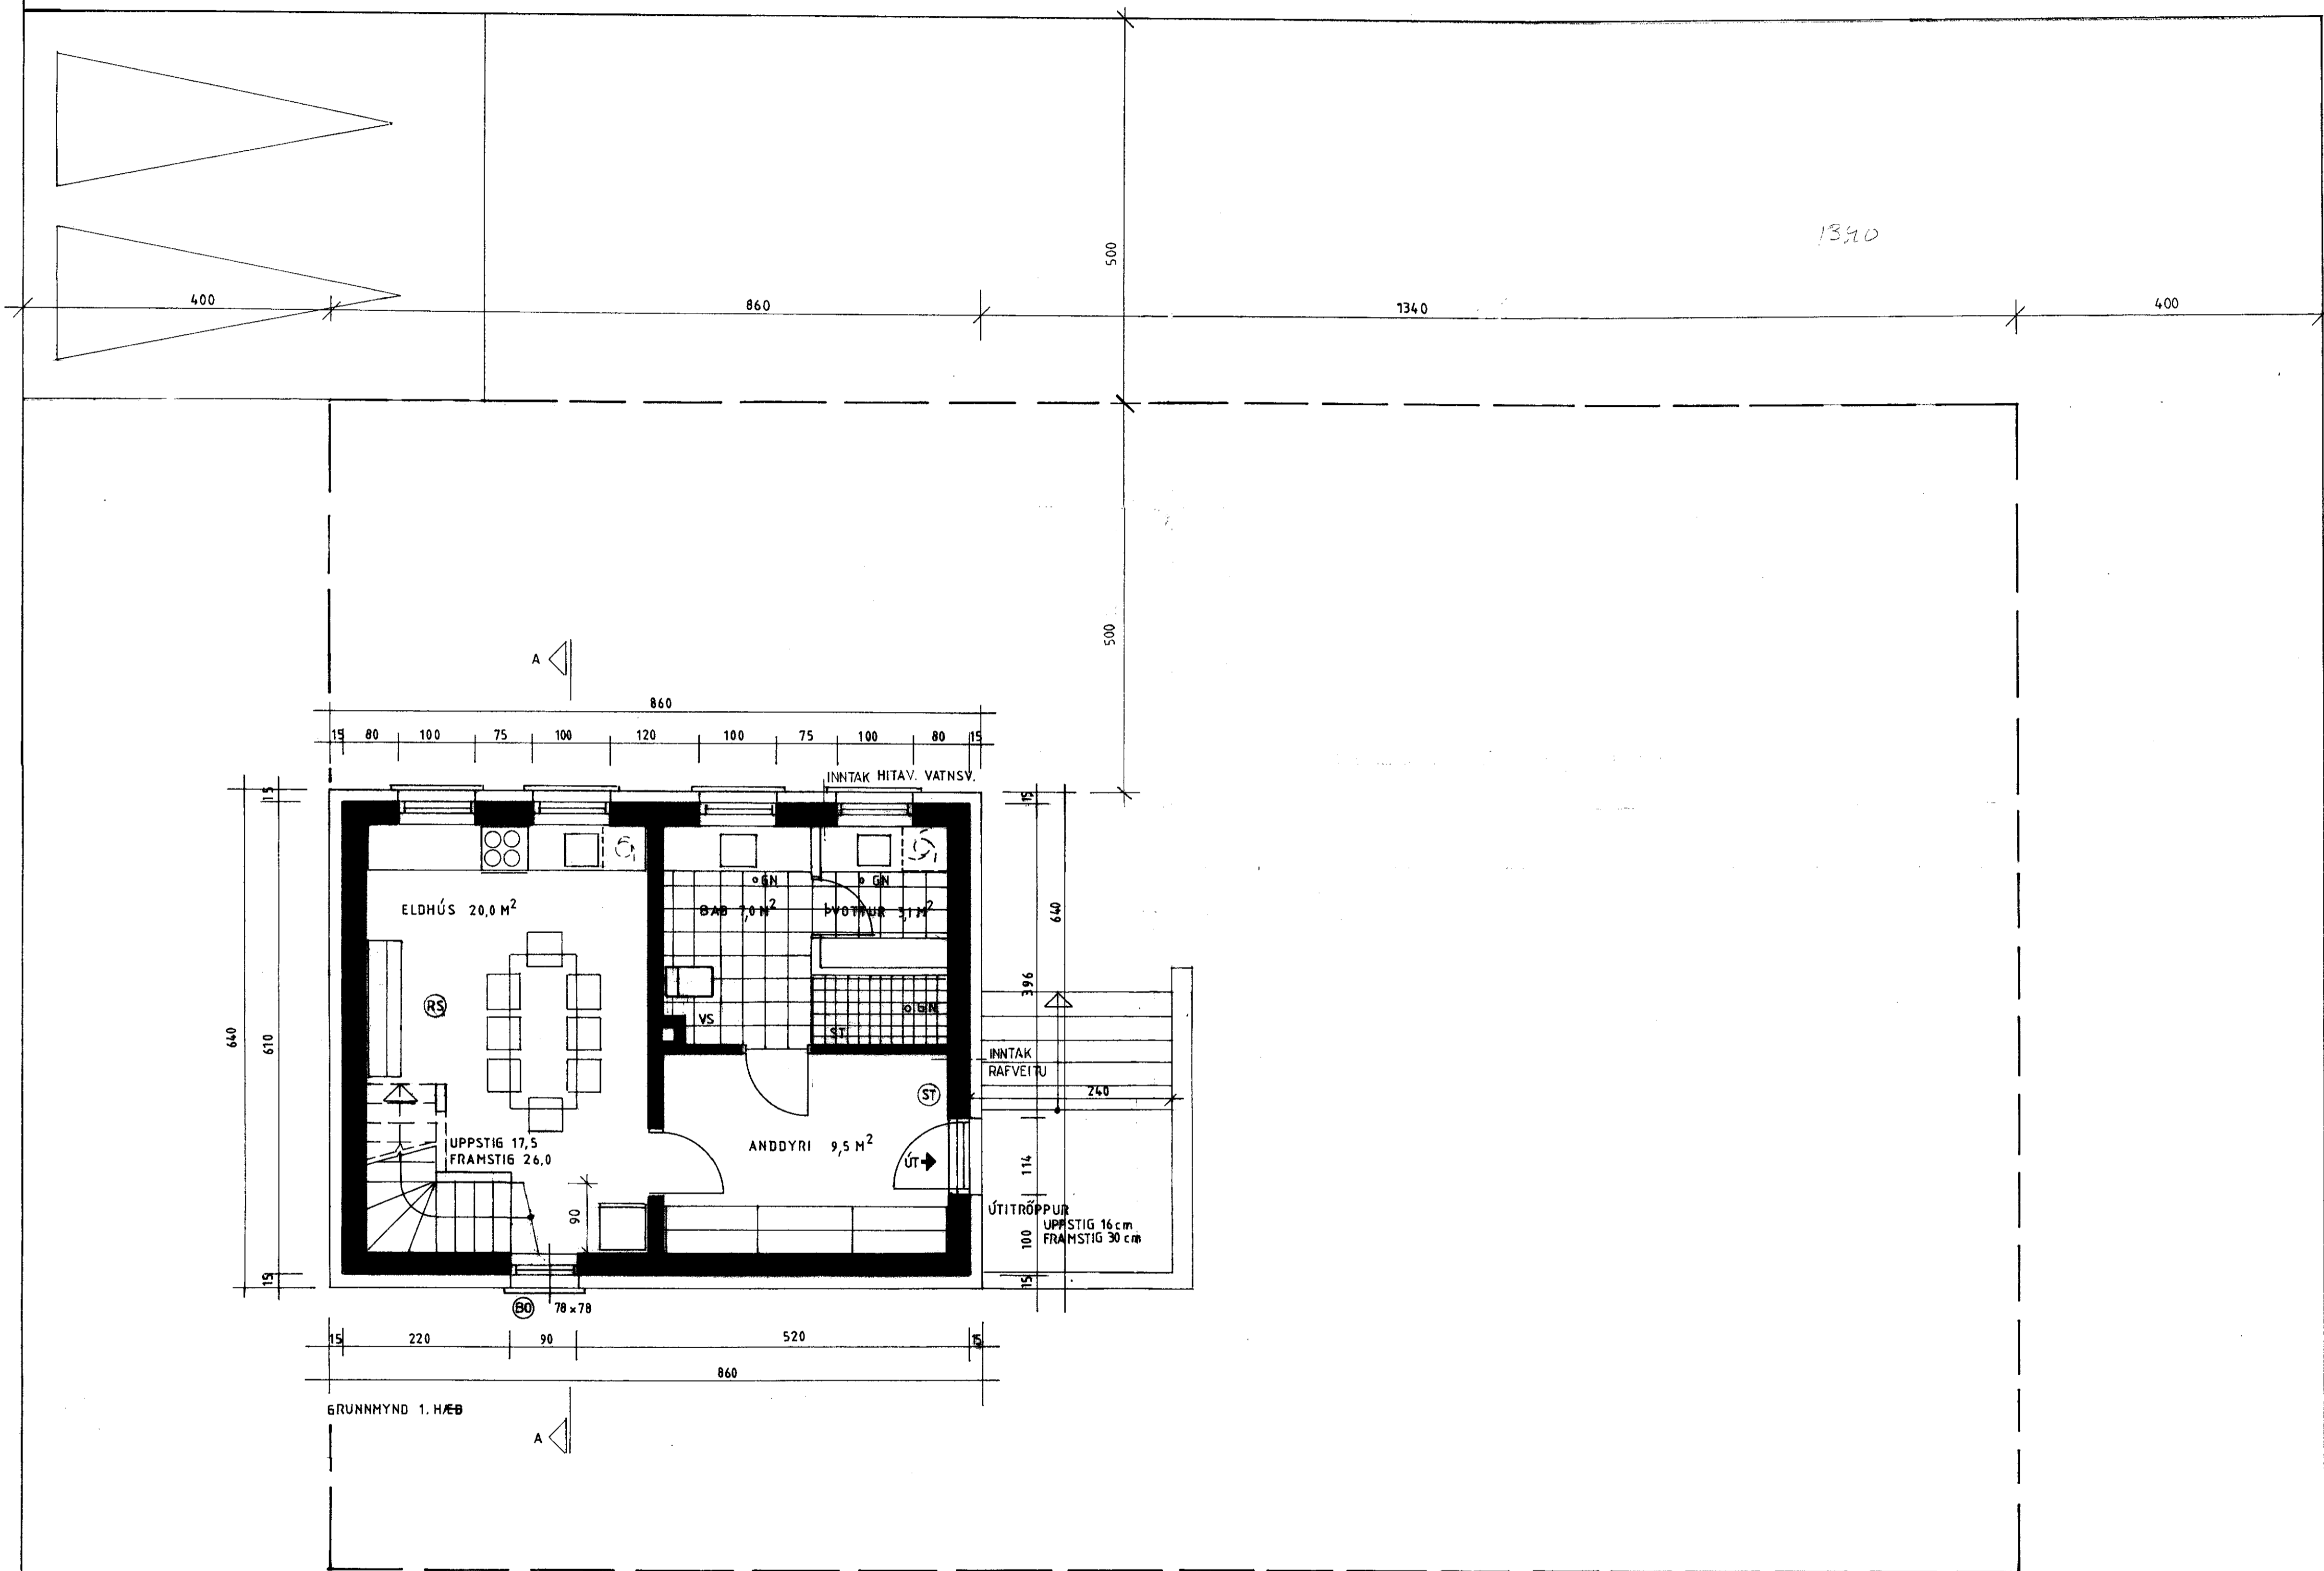 1340
500
400
860
1340
400
500
A
860
15 80 100 75 100 120 100 75 100 80 15
INNTAK HITAV. VATNSV.
15
15
GN
GN
ELDHÚS 20,0 M²
BAÐ 7,0 M²
ÞVOTTUR 3,1 M²
640
396
RS
GN
VS
ST
640
610
INNTAK
RAFVEITU
ST
240
UPPSTIG 17,5
FRAMSTIG 26,0
ANDDYRI 9,5 M²
ÚT
114
90
ÚTITRÖPPUR
UPPSTIG 16 cm
FRAMSTIG 30 cm
100
15
15
BO 78 x 78
15 220 90 520 15
860
GRUNNMYND 1. HÆÐ
A